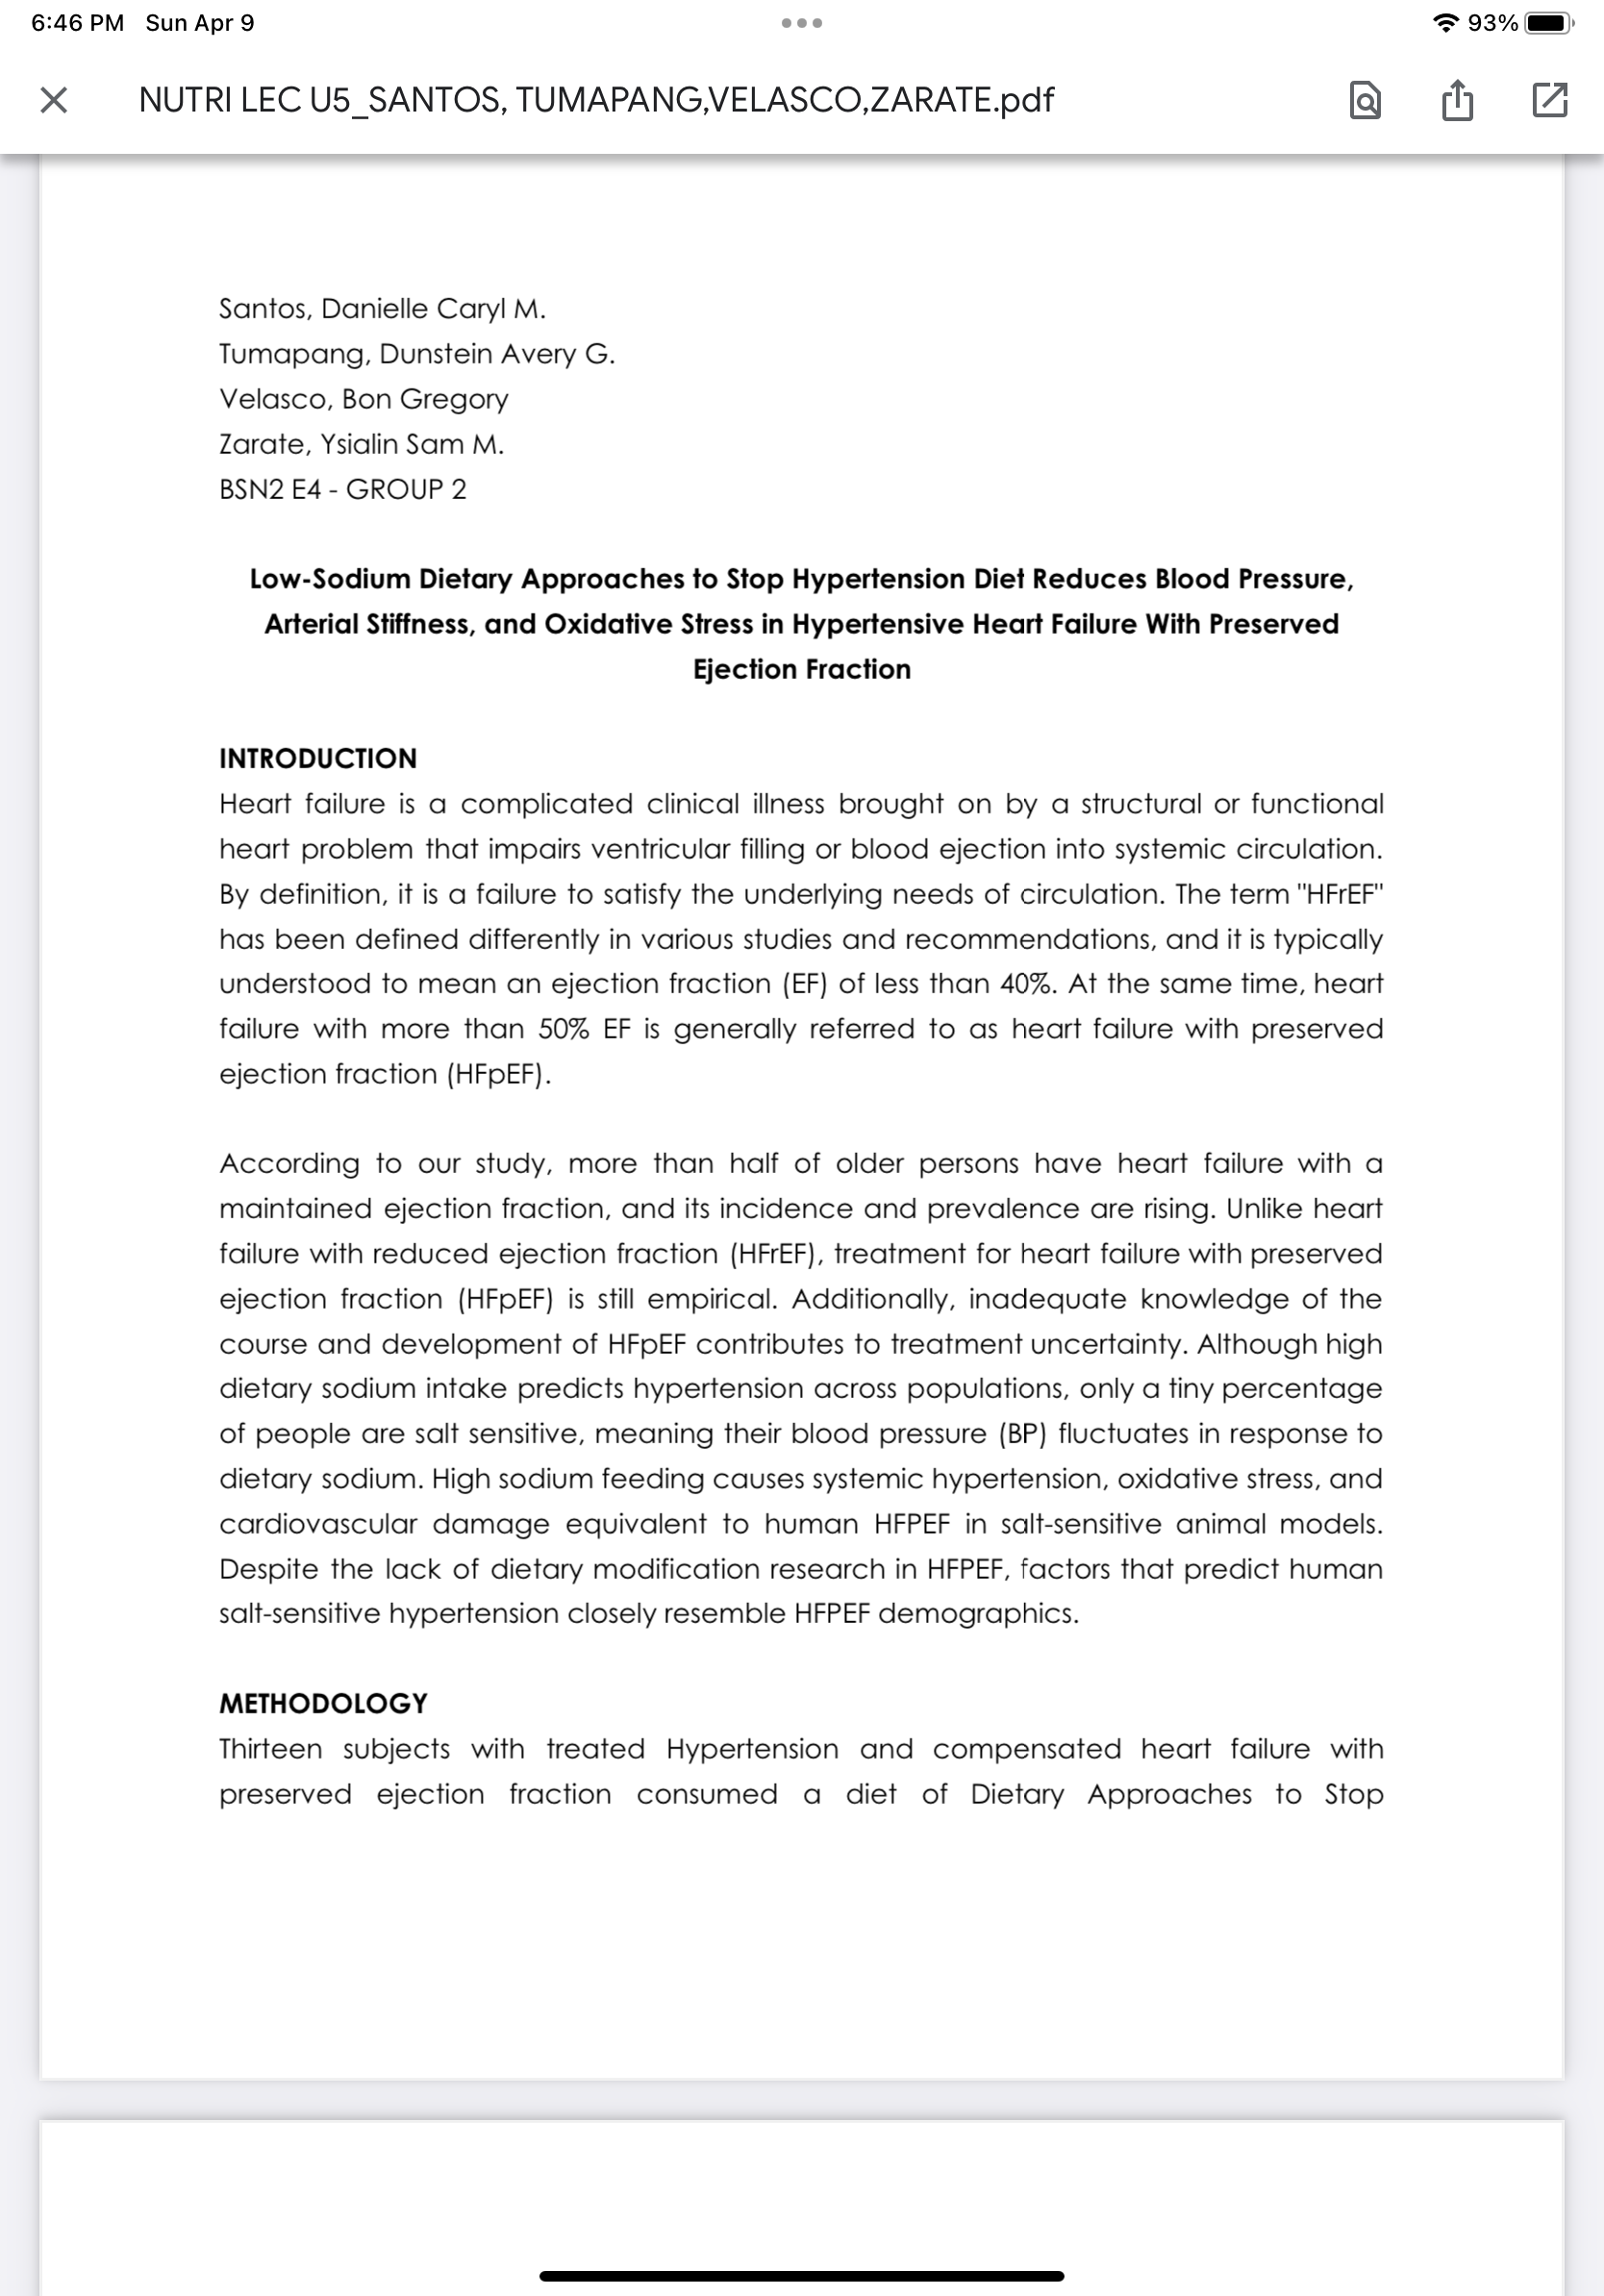 6:46 PM Sun Apr 9
93%
NUTRI LEC U5_SANTOS, TUMAPANG,VELASCO,ZARATE.pdf
Santos, Danielle Caryl M.
Tumapang, Dunstein Avery G.
Velasco, Bon Gregory
Zarate, Ysialin Sam M.
BSN2 E4 - GROUP 2
Low-Sodium Dietary Approaches to Stop Hypertension Diet Reduces Blood Pressure,
Arterial Stiffness, and Oxidative Stress in Hypertensive Heart Failure With Preserved
Ejection Fraction
INTRODUCTION
Heart failure is a complicated clinical illness brought on by a structural or functional
heart problem that impairs ventricular filling or blood ejection into systemic circulation.
By definition, it is a failure to satisfy the underlying needs of circulation. The term "HFrEF"
has been defined differently in various studies and recommendations, and it is typically
understood to mean an ejection fraction (EF) of less than 40%. At the same time, heart
failure with more than 50% EF is generally referred to as heart failure with preserved
ejection fraction (HFpEF).
According to our study, more than half of older persons have heart failure with a
maintained ejection fraction, and its incidence and prevalence are rising. Unlike heart
failure with reduced ejection fraction (HFrEF), treatment for heart failure with preserved
ejection fraction (HFpEF) is still empirical. Additionally, inadequate knowledge of the
course and development of HFpEF contributes to treatment uncertainty. Although high
dietary sodium intake predicts hypertension across populations, only a tiny percentage
of people are salt sensitive, meaning their blood pressure (BP) fluctuates in response to
dietary sodium. High sodium feeding causes systemic hypertension, oxidative stress, and
cardiovascular damage equivalent to human HFPEF in salt-sensitive animal models.
Despite the lack of dietary modification research in HFPEF, factors that predict human
salt-sensitive hypertension closely resemble HFPEF demographics.
METHODOLOGY
Thirteen subjects with treated Hypertension and compensated heart failure with
preserved ejection fraction consumed a diet of Dietary Approaches to Stop